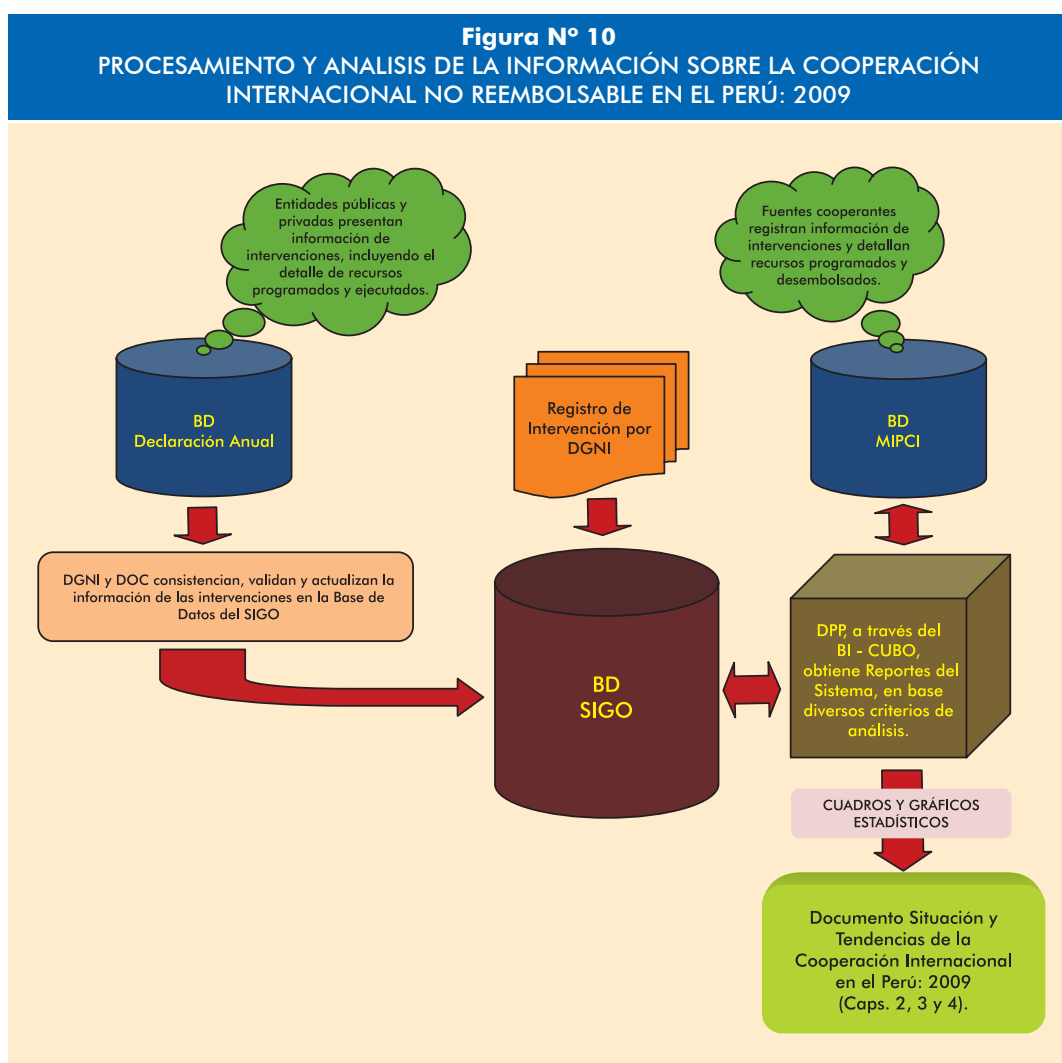 Figura Nº 10
PROCESAMIENTO Y ANALISIS DE LA INFORMACIÓN SOBRE LA COOPERACIÓN
INTERNACIONAL NO REEMBOLSABLE EN EL PERÚ: 2009
Entidades públicas y
privadas presentan
información de
intervenciones, incluyendo el
detalle de recursos
programados y ejecutados.
Fuentes cooperantes
registran información de
intervenciones y detallan
recursos programados y
desembolsados.
BD
Declaración Anual
Registro de
Intervención por
DGNI
BD
MIPCI
DGNI y DOC consistencian, validan y actualizan la
información de las intervenciones en la Base de
Datos del SIGO
BD
SIGO
DPP, a través del
BI - CUBO,
obtiene Reportes del
Sistema, en base
diversos criterios de
análisis.
CUADROS Y GRÁFICOS
ESTADÍSTICOS
Documento Situación y
Tendencias de la
Cooperación Internacional
en el Perú: 2009
(Caps. 2, 3 y 4).